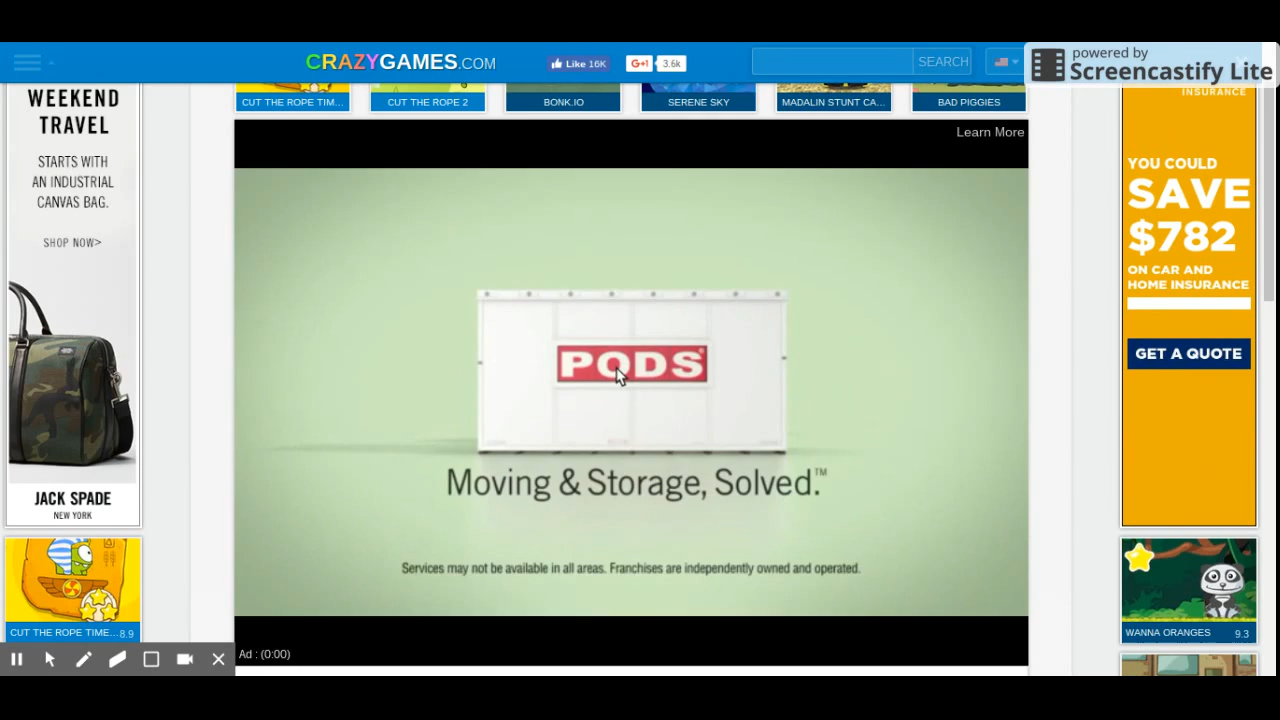 CRAZYGAMES.COM
Like 16K
G+1
3.6k
SEARCH
powered by
Screencastify Lite
CUT THE ROPE TIM...
CUT THE ROPE 2
BONK.IO
SERENE SKY
MADALIN STUNT CA...
BAD PIGGIES
WEEKEND
TRAVEL
STARTS WITH
AN INDUSTRIAL
CANVAS BAG.
SHOP NOW>
JACK SPADE
NEW YORK
CUT THE ROPE TIME...8.9
Learn More
PODS®
Moving & Storage, Solved.™
Services may not be available in all areas. Franchises are independently owned and operated.
Ad : (0:00)
INSURANCE
YOU COULD
SAVE
$782
ON CAR AND
HOME INSURANCE
GET A QUOTE
WANNA ORANGES 9.3